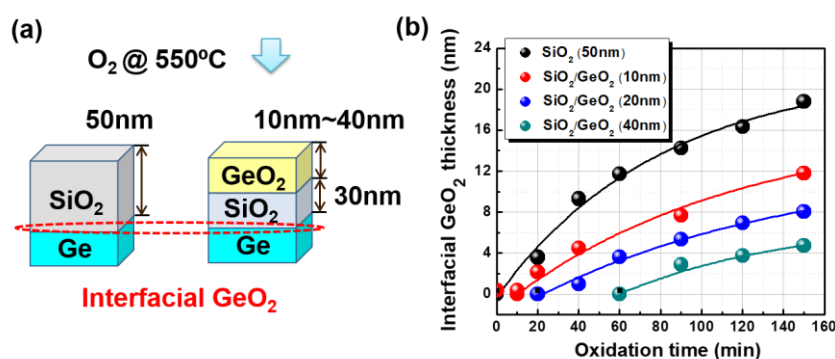 (a)
O₂ @ 550ºC
50nm
10nm~40nm
GeO₂
30nm
SiO₂
SiO₂
Ge
Ge
Interfacial GeO₂
(b)
Interfacial GeO₂ thickness (nm)
24
20
16
12
8
4
0
SiO₂ (50nm)
SiO₂/GeO₂ (10nm)
SiO₂/GeO₂ (20nm)
SiO₂/GeO₂ (40nm)
0 20 40 60 80 100 120 140 160
Oxidation time (min)